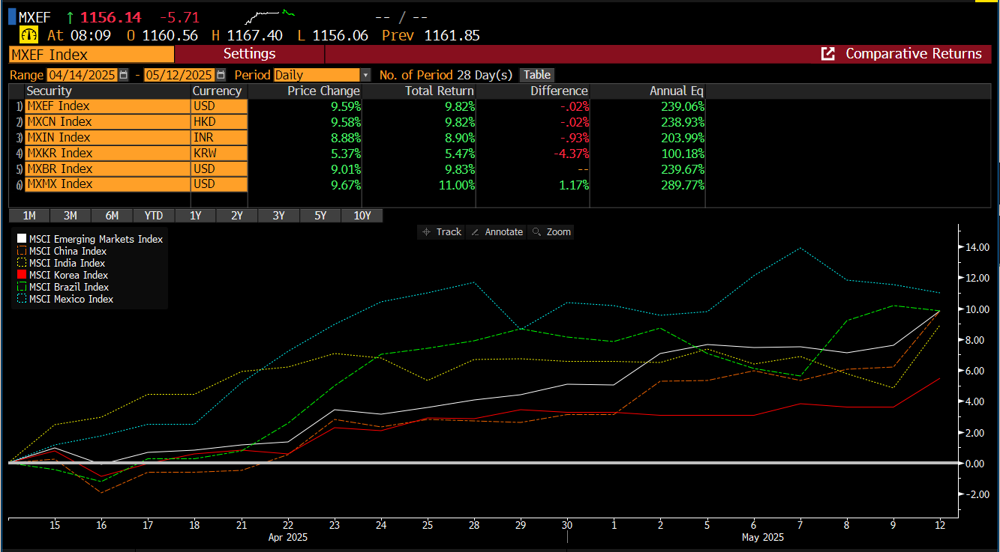 MXEF ↑ 1156.14 -5.71 -- / --
At 08:09 O 1160.56 H 1167.40 L 1156.06 Prev 1161.85
MXEF Index Settings Comparative Returns
Range 04/14/2025 - 05/12/2025 Period Daily No. of Period 28 Day(s) Table
Security Currency Price Change Total Return Difference Annual Eq
1) MXEF Index USD 9.59% 9.82% -.02% 239.06%
2) MXCN Index HKD 9.58% 9.82% -.02% 238.93%
3) MXIN Index INR 8.88% 8.90% -.93% 203.99%
4) MXKR Index KRW 5.37% 5.47% -4.37% 100.18%
5) MXBR Index USD 9.01% 9.83% -- 239.67%
6) MXMX Index USD 9.67% 11.00% 1.17% 289.77%
1M 3M 6M YTD 1Y 2Y 3Y 5Y 10Y
Track Annotate Zoom
MSCI Emerging Markets Index
MSCI China Index
MSCI India Index
MSCI Korea Index
MSCI Brazil Index
MSCI Mexico Index
14.00
12.00
10.00
8.00
6.00
4.00
2.00
0.00
-2.00
15 16 17 18 21 22 23 24 25 28 29 30 1 2 5 6 7 8 9 12
Apr 2025 May 2025